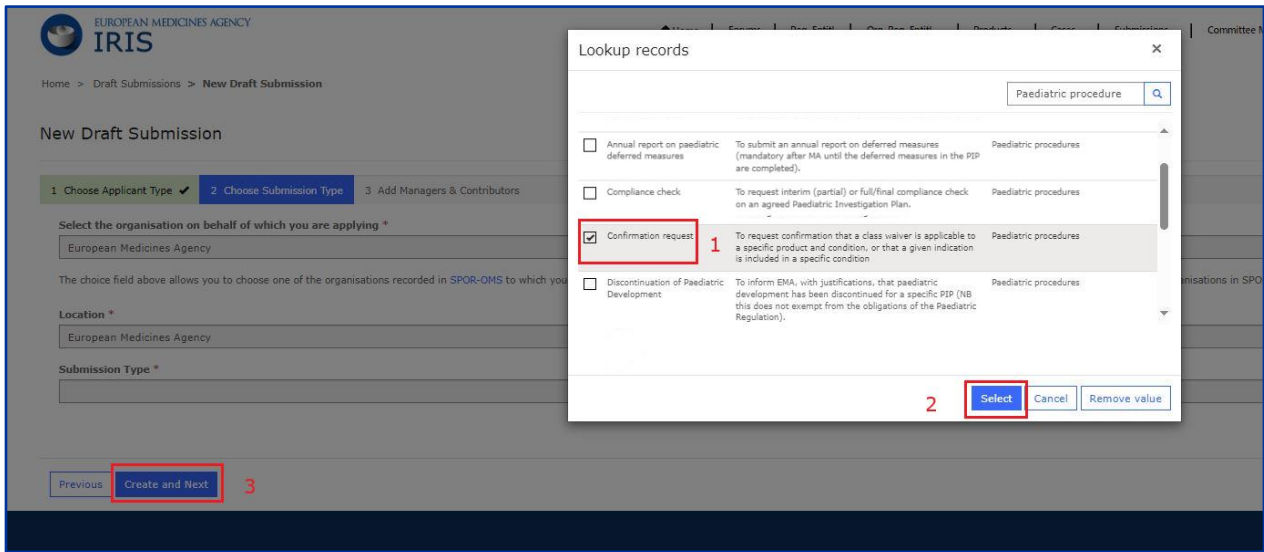 EUROPEAN MEDICINES AGENCY
IRIS
Home
Forums
Products
Cases
Submissions
Committee
Home > Draft Submissions > New Draft Submission
New Draft Submission
1 Choose Applicant Type ✔
2 Choose Submission Type
3 Add Managers & Contributors
Select the organisation on behalf of which you are applying *
European Medicines Agency
The choice field above allows you to choose one of the organisations recorded in SPOR-OMS to which you
Location *
European Medicines Agency
Submission Type *
Previous
Create and Next
3
Lookup records
×
Paediatric procedure
Annual report on paediatric
deferred measures
To submit an annual report on deferred measures
(mandatory after MA until the deferred measures in the PIP
are completed).
Paediatric procedures
Compliance check
To request interim (partial) or full/final compliance check
on an agreed Paediatric Investigation Plan.
Paediatric procedures
Confirmation request
1
To request confirmation that a class waiver is applicable to
a specific product and condition, or that a given indication
is included in a specific condition
Paediatric procedures
Discontinuation of Paediatric
Development
To inform EMA, with justifications, that paediatric
development has been discontinued for a specific PIP (NB
this does not exempt from the obligations of the Paediatric
Regulation).
Paediatric procedures
2
Select
Cancel
Remove value
in SPO